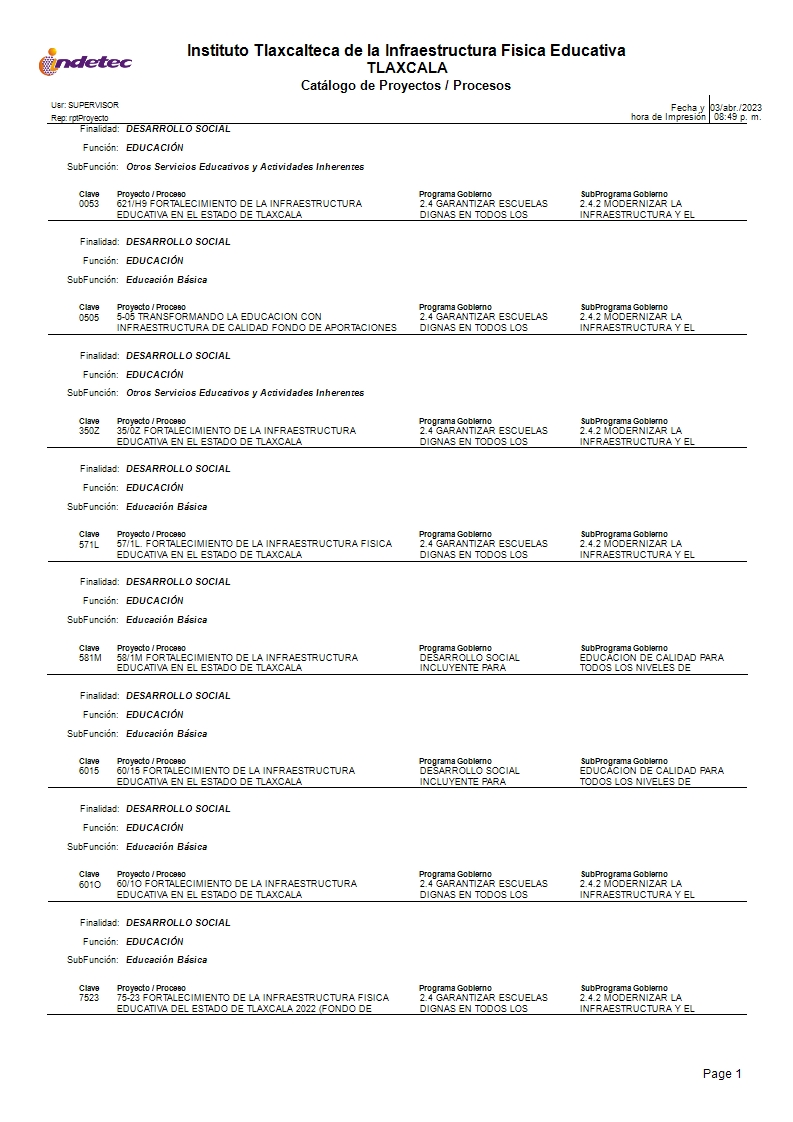 indetec
Instituto Tlaxcalteca de la Infraestructura Fisica Educativa
TLAXCALA
Catálogo de Proyectos / Procesos
Usr: SUPERVISOR
Rep: rptProyecto
Fecha y 03/abr./2023
hora de Impresión 08:49 p. m.
Finalidad: DESARROLLO SOCIAL
Función: EDUCACIÓN
SubFunción: Otros Servicios Educativos y Actividades Inherentes
Clave Proyecto / Proceso Programa Gobierno SubPrograma Gobierno
0053 621/H9 FORTALECIMIENTO DE LA INFRAESTRUCTURA 2.4 GARANTIZAR ESCUELAS 2.4.2 MODERNIZAR LA
EDUCATIVA EN EL ESTADO DE TLAXCALA DIGNAS EN TODOS LOS INFRAESTRUCTURA Y EL
Finalidad: DESARROLLO SOCIAL
Función: EDUCACIÓN
SubFunción: Educación Básica
Clave Proyecto / Proceso Programa Gobierno SubPrograma Gobierno
0505 5-05 TRANSFORMANDO LA EDUCACION CON 2.4 GARANTIZAR ESCUELAS 2.4.2 MODERNIZAR LA
INFRAESTRUCTURA DE CALIDAD FONDO DE APORTACIONES DIGNAS EN TODOS LOS INFRAESTRUCTURA Y EL
Finalidad: DESARROLLO SOCIAL
Función: EDUCACIÓN
SubFunción: Otros Servicios Educativos y Actividades Inherentes
Clave Proyecto / Proceso Programa Gobierno SubPrograma Gobierno
350Z 35/0Z FORTALECIMIENTO DE LA INFRAESTRUCTURA 2.4 GARANTIZAR ESCUELAS 2.4.2 MODERNIZAR LA
EDUCATIVA EN EL ESTADO DE TLAXCALA DIGNAS EN TODOS LOS INFRAESTRUCTURA Y EL
Finalidad: DESARROLLO SOCIAL
Función: EDUCACIÓN
SubFunción: Educación Básica
Clave Proyecto / Proceso Programa Gobierno SubPrograma Gobierno
571L 57/1L. FORTALECIMIENTO DE LA INFRAESTRUCTURA FISICA 2.4 GARANTIZAR ESCUELAS 2.4.2 MODERNIZAR LA
EDUCATIVA EN EL ESTADO DE TLAXCALA DIGNAS EN TODOS LOS INFRAESTRUCTURA Y EL
Finalidad: DESARROLLO SOCIAL
Función: EDUCACIÓN
SubFunción: Educación Básica
Clave Proyecto / Proceso Programa Gobierno SubPrograma Gobierno
581M 58/1M FORTALECIMIENTO DE LA INFRAESTRUCTURA DESARROLLO SOCIAL EDUCACION DE CALIDAD PARA
EDUCATIVA EN EL ESTADO DE TLAXCALA INCLUYENTE PARA TODOS LOS NIVELES DE
Finalidad: DESARROLLO SOCIAL
Función: EDUCACIÓN
SubFunción: Educación Básica
Clave Proyecto / Proceso Programa Gobierno SubPrograma Gobierno
6015 60/15 FORTALECIMIENTO DE LA INFRAESTRUCTURA DESARROLLO SOCIAL EDUCACION DE CALIDAD PARA
EDUCATIVA EN EL ESTADO DE TLAXCALA INCLUYENTE PARA TODOS LOS NIVELES DE
Finalidad: DESARROLLO SOCIAL
Función: EDUCACIÓN
SubFunción: Educación Básica
Clave Proyecto / Proceso Programa Gobierno SubPrograma Gobierno
601O 60/1O FORTALECIMIENTO DE LA INFRAESTRUCTURA 2.4 GARANTIZAR ESCUELAS 2.4.2 MODERNIZAR LA
EDUCATIVA EN EL ESTADO DE TLAXCALA DIGNAS EN TODOS LOS INFRAESTRUCTURA Y EL
Finalidad: DESARROLLO SOCIAL
Función: EDUCACIÓN
SubFunción: Educación Básica
Clave Proyecto / Proceso Programa Gobierno SubPrograma Gobierno
7523 75-23 FORTALECIMIENTO DE LA INFRAESTRUCTURA FISICA 2.4 GARANTIZAR ESCUELAS 2.4.2 MODERNIZAR LA
EDUCATIVA DEL ESTADO DE TLAXCALA 2022 (FONDO DE DIGNAS EN TODOS LOS INFRAESTRUCTURA Y EL
Page 1